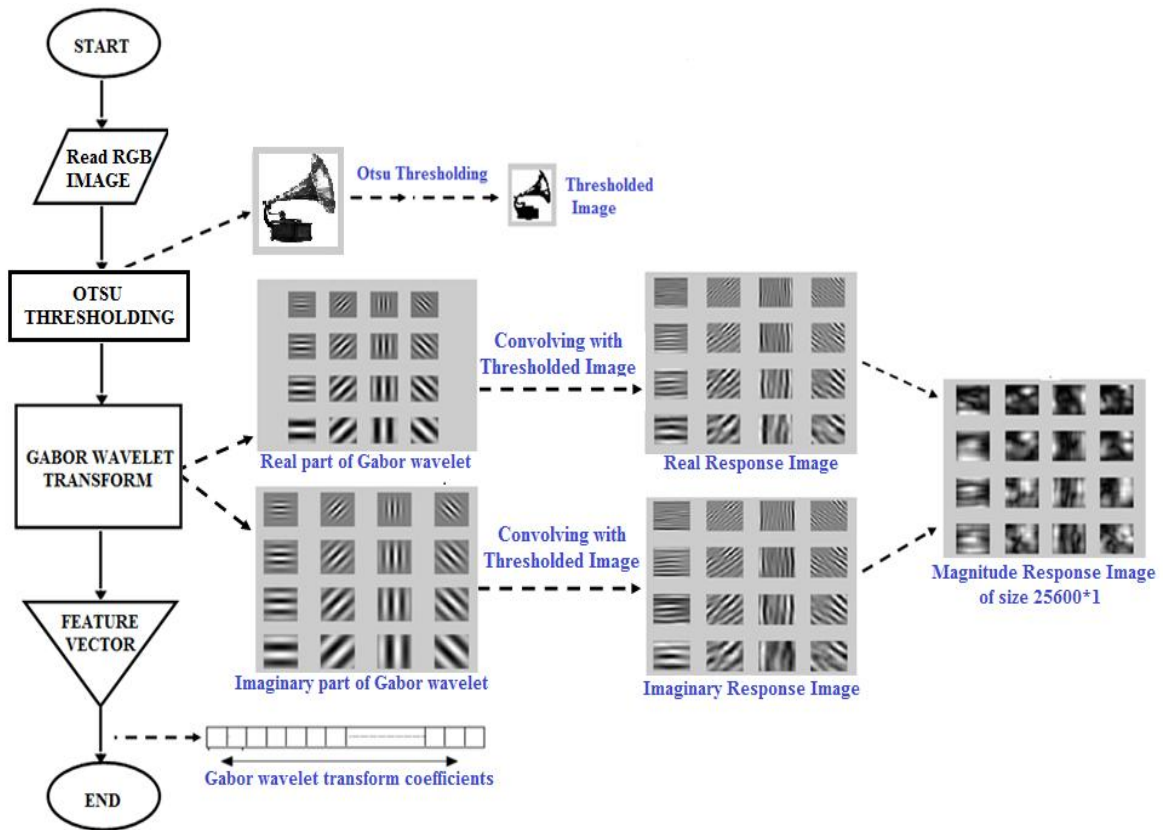 START
Read RGB
IMAGE
Otsu Thresholding
Thresholded
Image
OTSU
THRESHOLDING
Convolving with
Thresholded Image
GABOR WAVELET
TRANSFORM
Real part of Gabor wavelet
Real Response Image
Convolving with
Thresholded Image
Magnitude Response Image
of size 25600*1
FEATURE
VECTOR
Imaginary part of Gabor wavelet
Imaginary Response Image
Gabor wavelet transform coefficients
END